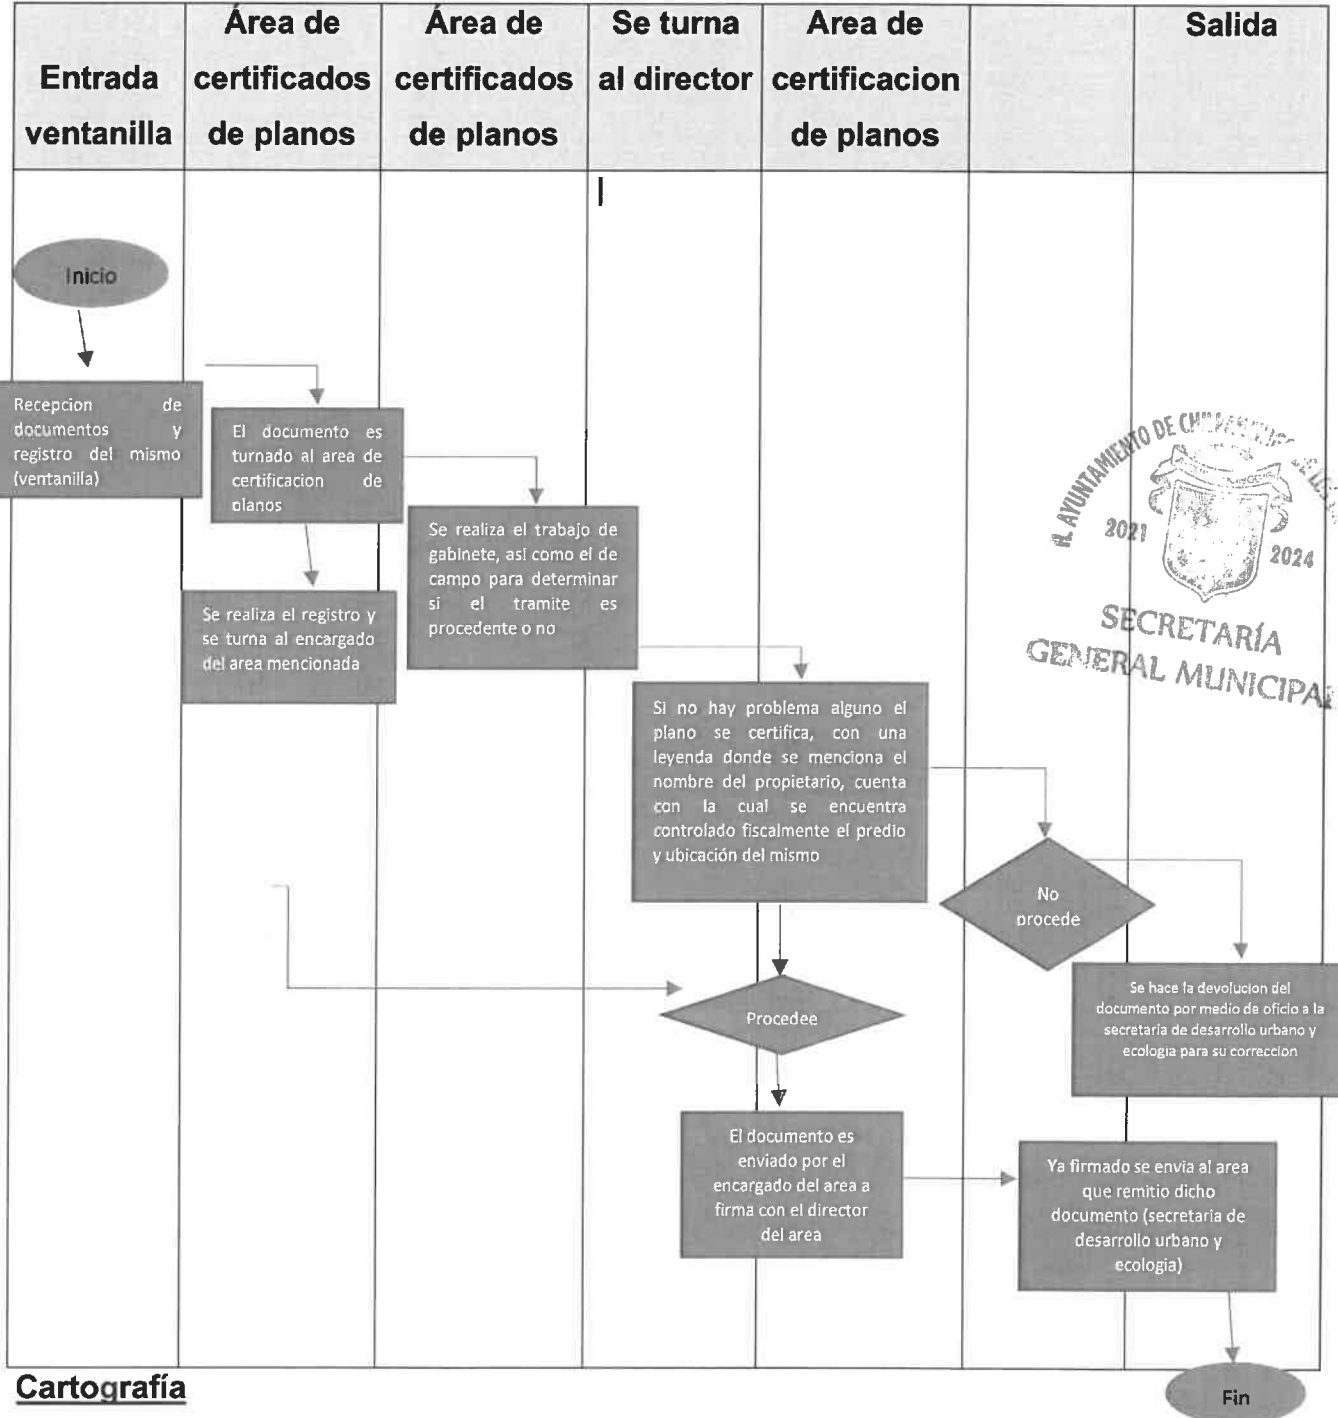 Entrada
ventanilla
Área de
certificados
de planos
Área de
certificados
de planos
Se turna
al director
Area de
certificacion
de planos
Salida
Inicio
Recepcion de
documentos y
registro del mismo
(ventanilla)
El documento es
turnado al area de
certificacion de
planos
Se realiza el registro y
se turna al encargado
del area mencionada
Se realiza el trabajo de
gabinete, asi como el de
campo para determinar
si el tramite es
procedente o no
Si no hay problema alguno el
plano se certifica, con una
leyenda donde se menciona el
nombre del propietario, cuenta
con la cual se encuentra
controlado fiscalmente el predio
y ubicación del mismo
No
procede
Se hace la devolucion del
documento por medio de oficio a la
secretaria de desarrollo urbano y
ecologia para su correccion
Procedee
El documento es
enviado por el
encargado del area a
firma con el director
del area
Ya firmado se envia al area
que remitio dicho
documento (secretaria de
desarrollo urbano y
ecologia)
Fin
H. AYUNTAMIENTO DE
2021
2024
SECRETARÍA
GENERAL MUNICIPAL
Cartografía